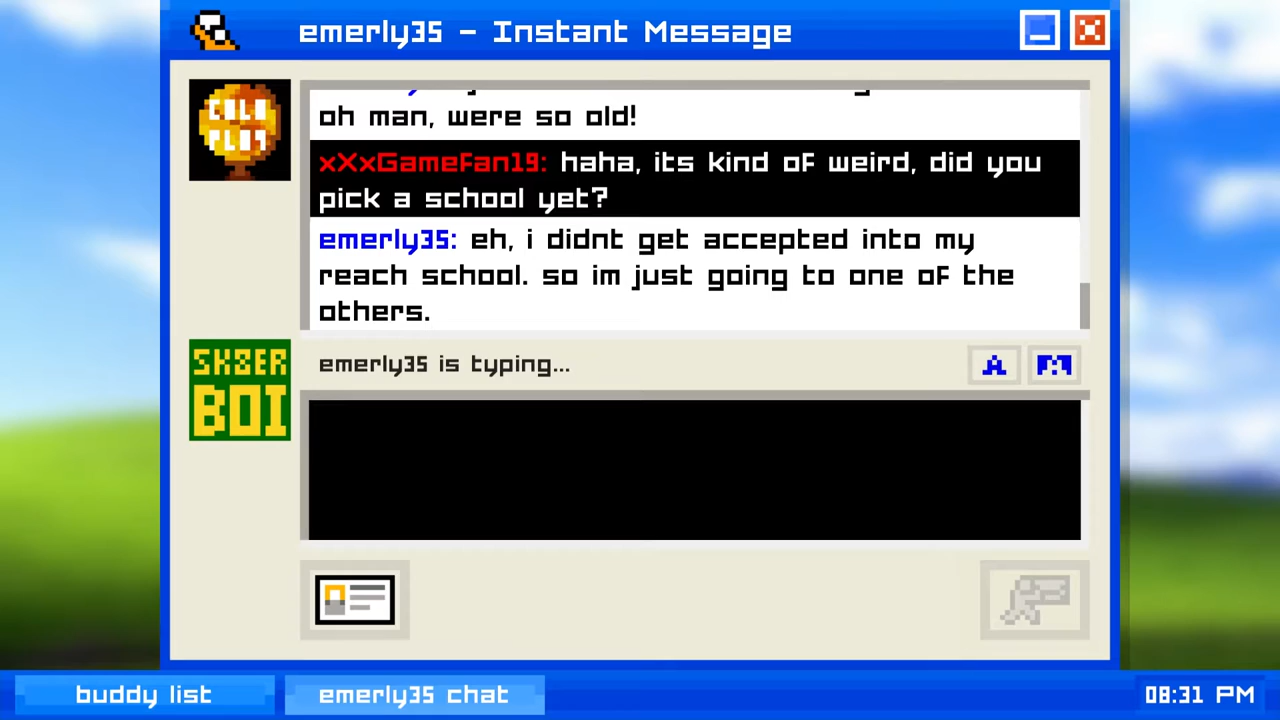 emerly35 - Instant Message
COLD
PLAY
oh man, were so old!
xXxGameFan19: haha, its kind of weird, did you
pick a school yet?
emerly35: eh, i didnt get accepted into my
reach school. so im just going to one of the
others.
SK8ER
BOI
emerly35 is typing...
A
buddy list
emerly35 chat
08:31 PM